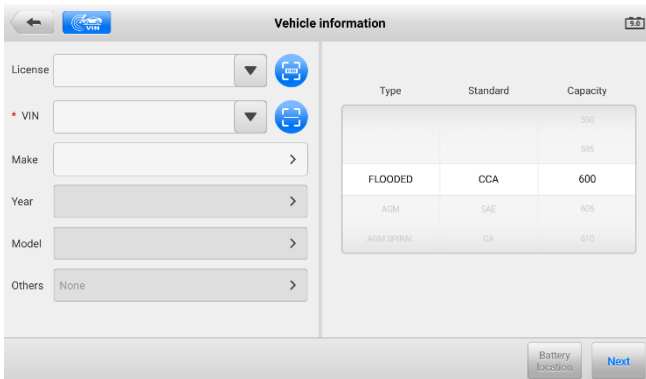 VIN
Vehicle information
9.0
License
* VIN
Make
Year
Model
Others None
Type Standard Capacity
590
595
FLOODED CCA 600
AGM SAE 605
AGM SPIRAL CA 610
Battery
location
Next